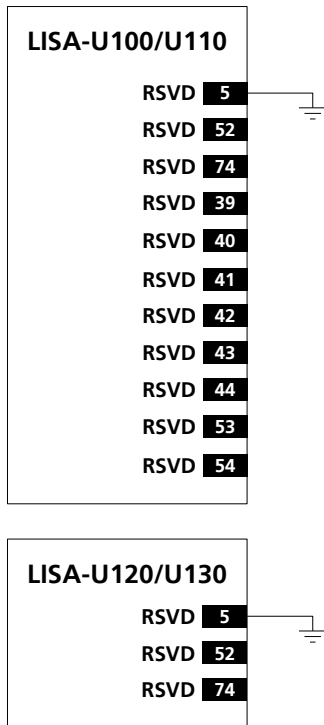 LISA-U100/U110
RSVD 5
RSVD 52
RSVD 74
RSVD 39
RSVD 40
RSVD 41
RSVD 42
RSVD 43
RSVD 44
RSVD 53
RSVD 54
LISA-U120/U130
RSVD 5
RSVD 52
RSVD 74